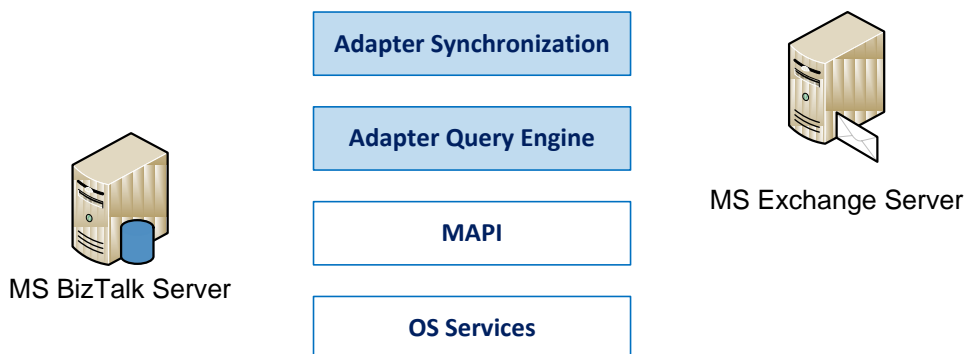 Adapter Synchronization
Adapter Query Engine
MS Exchange Server
MAPI
MS BizTalk Server
OS Services